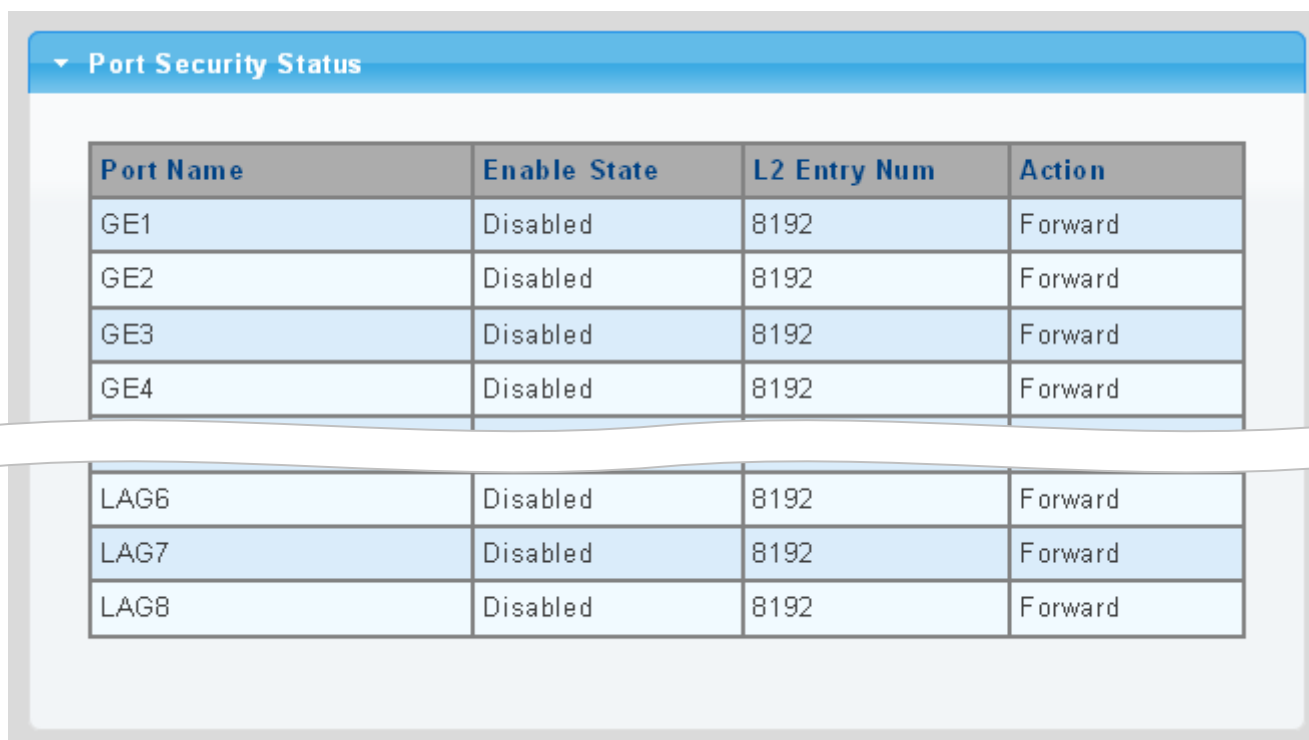 Port Security Status
Port Name Enable State L2 Entry Num Action
GE1 Disabled 8192 Forward
GE2 Disabled 8192 Forward
GE3 Disabled 8192 Forward
GE4 Disabled 8192 Forward
LAG6 Disabled 8192 Forward
LAG7 Disabled 8192 Forward
LAG8 Disabled 8192 Forward